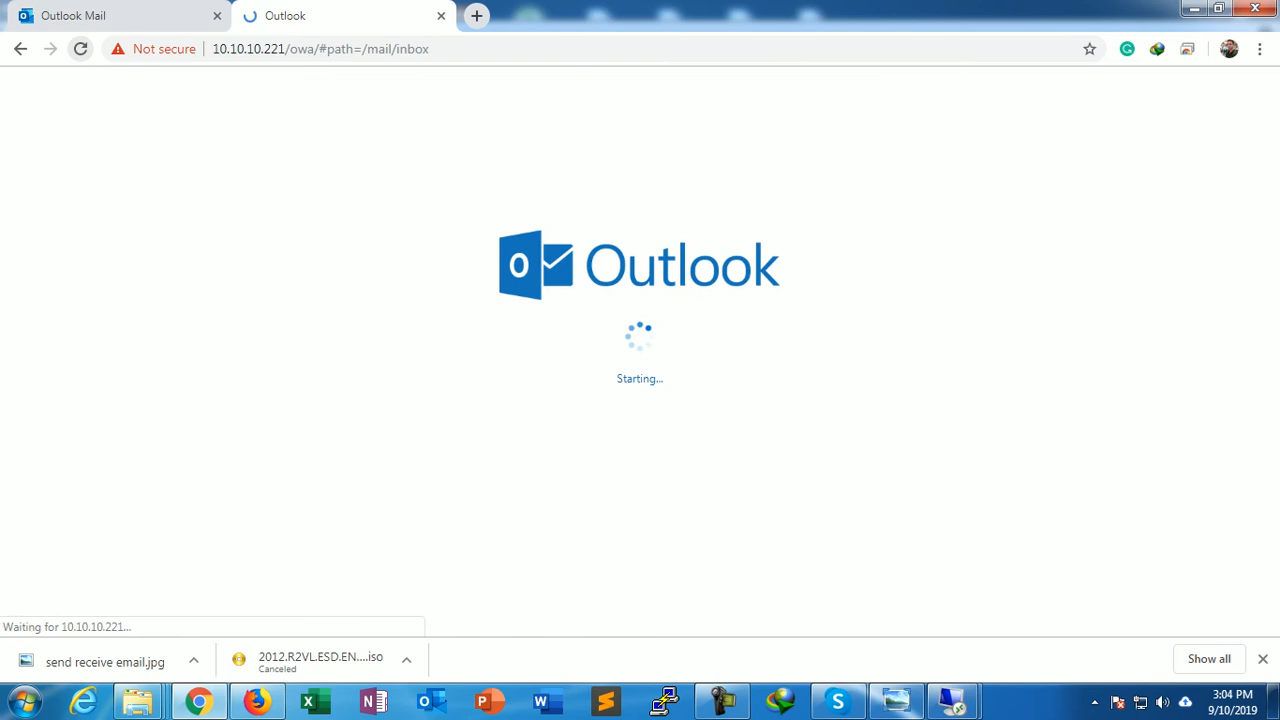 Outlook Mail
Outlook
Not secure
10.10.10.221/owa/#path=/mail/inbox
Outlook
Starting...
Waiting for 10.10.10.221...
send receive email.jpg
2012.R2VL.ESD.EN....iso
Canceled
Show all
3:04 PM
9/10/2019